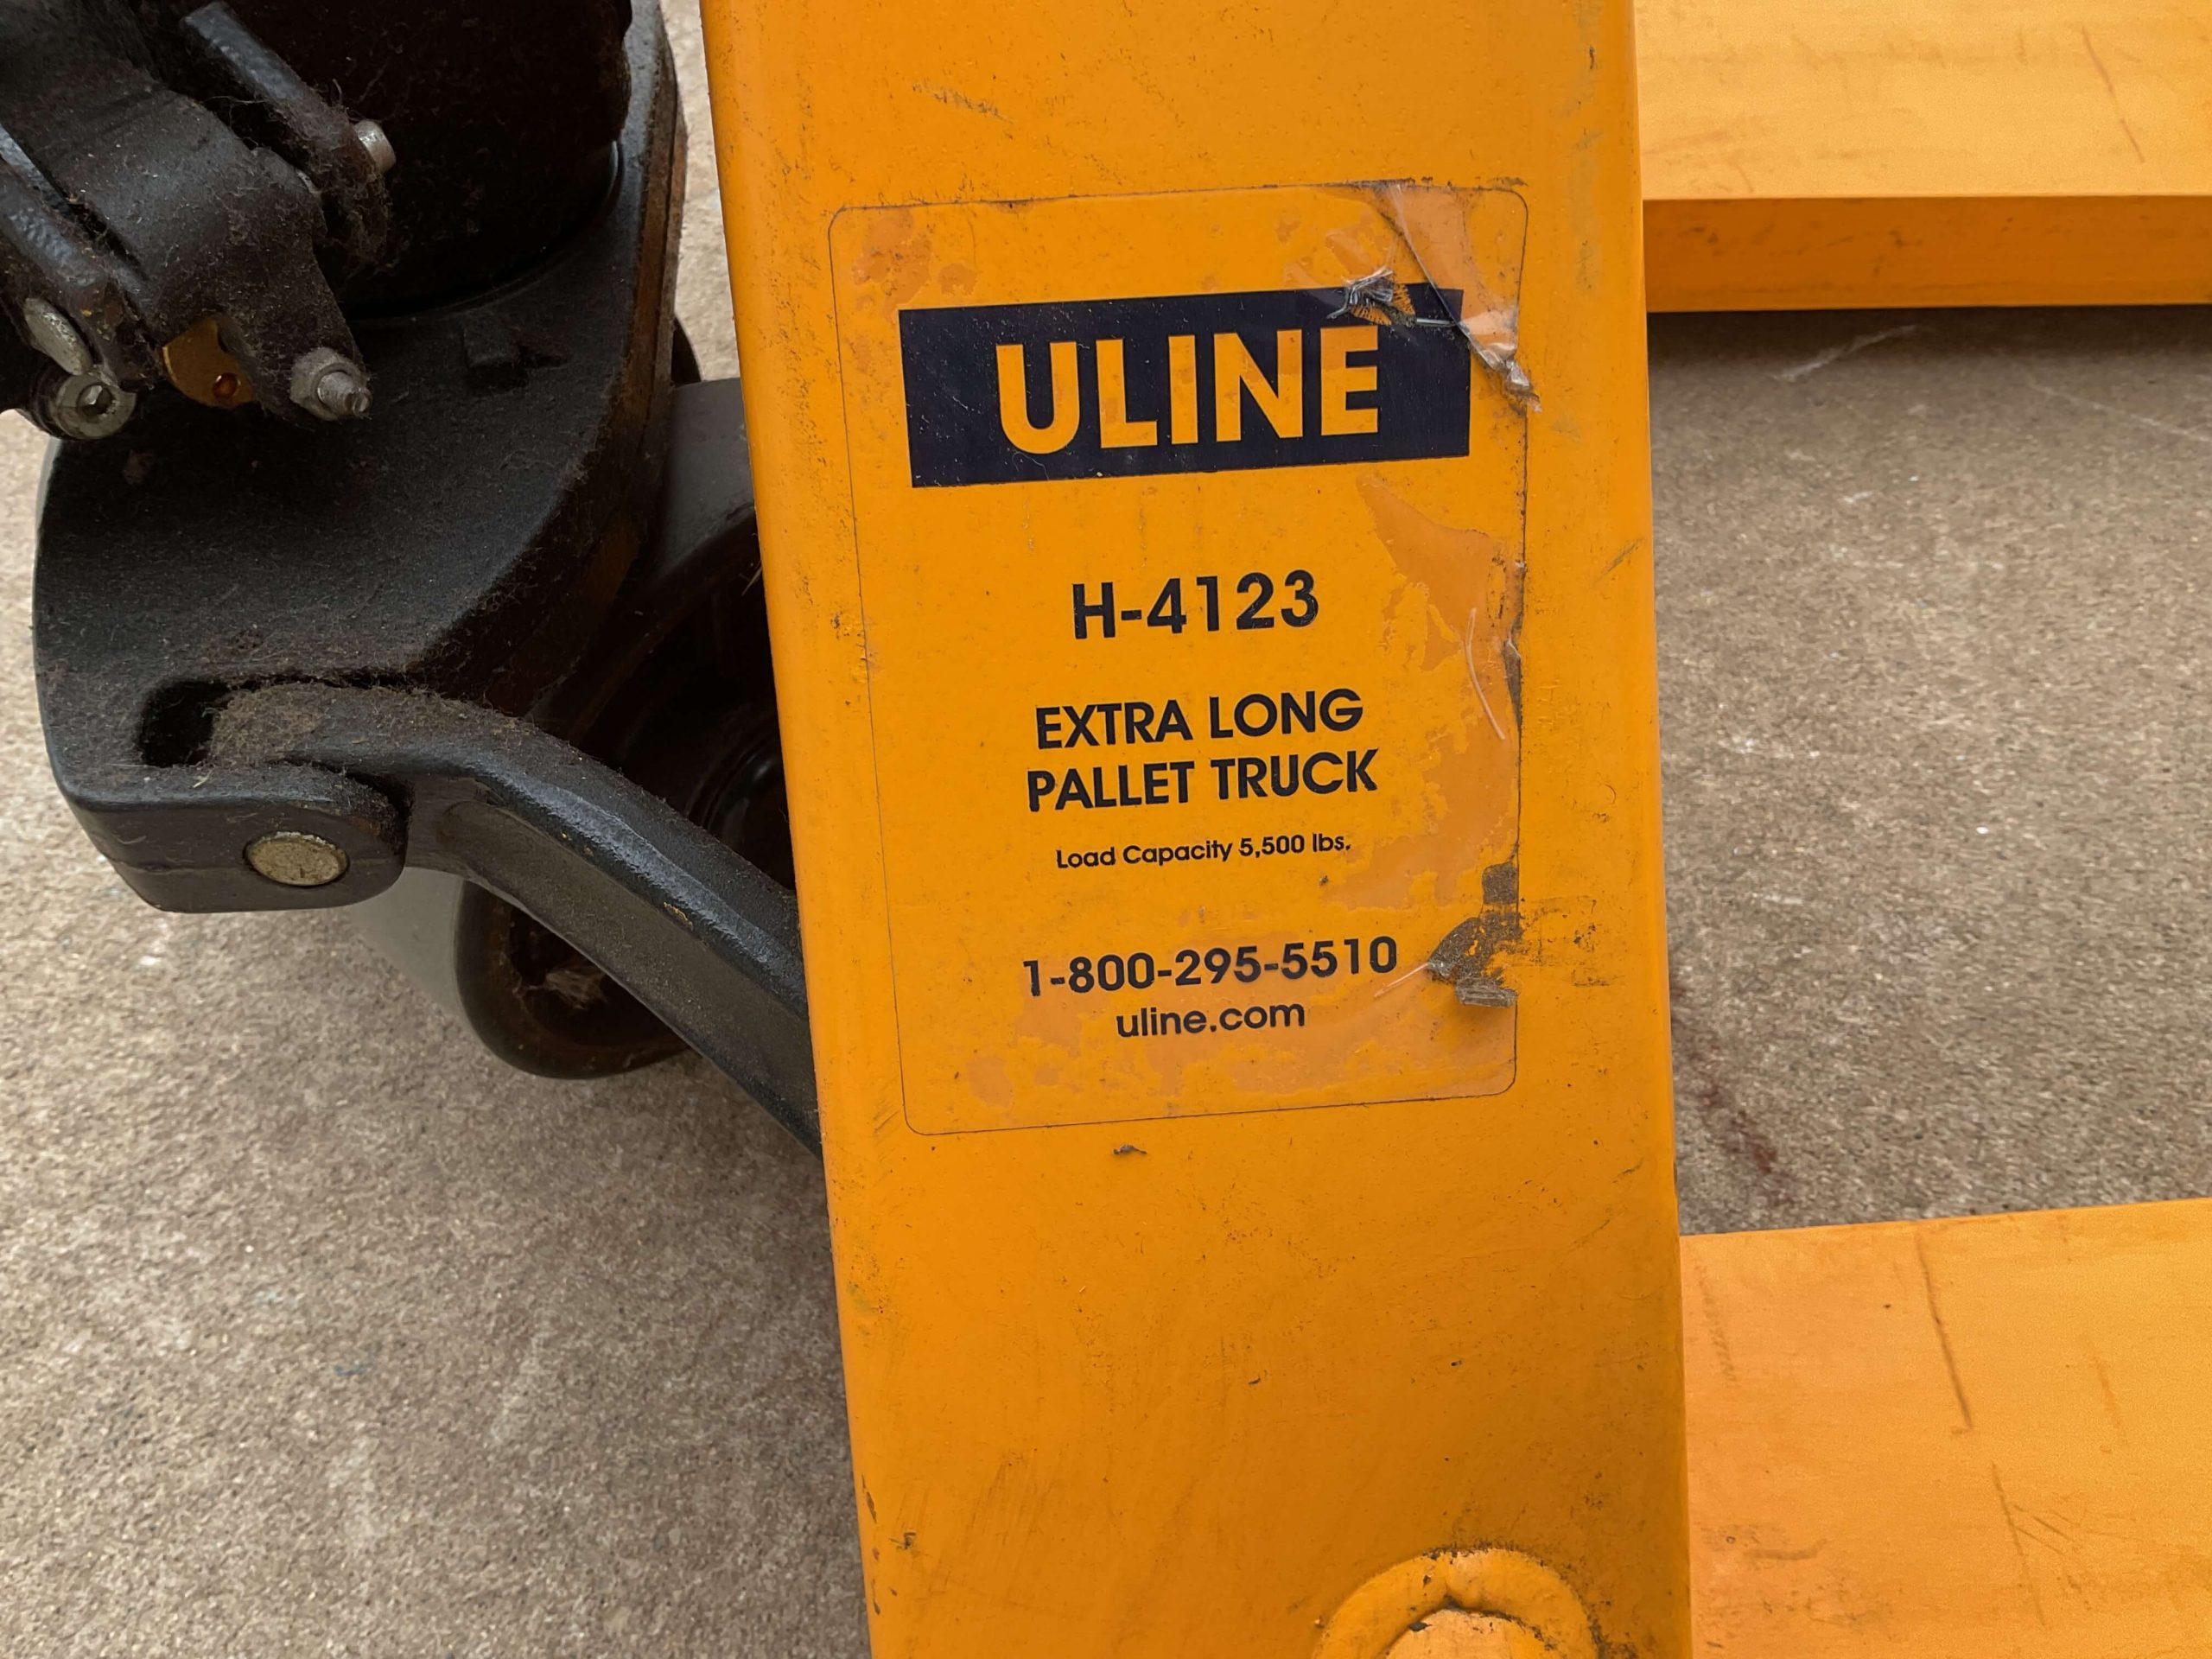 ULINE
H-4123
EXTRA LONG
PALLET TRUCK
Load Capacity 5,500 lbs.
1-800-295-5510
uline.com